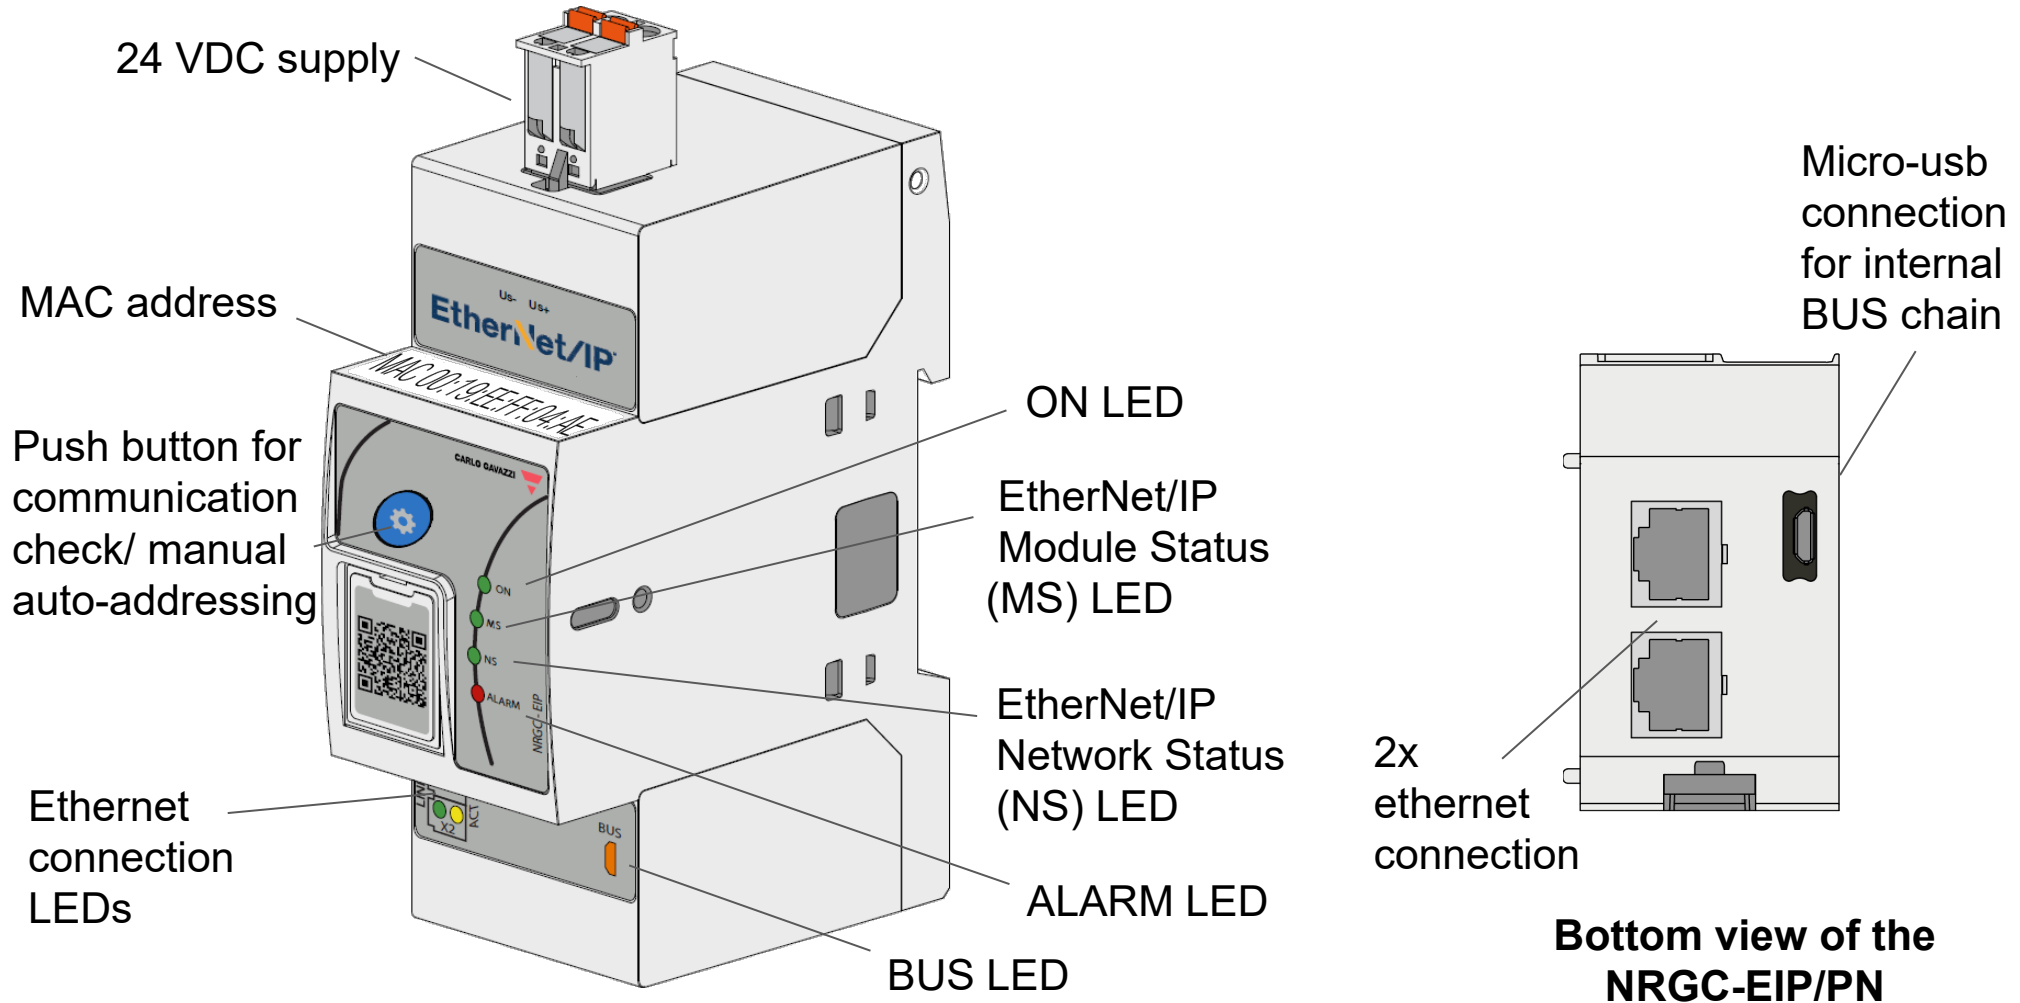 24 VDC supply
MAC address
Push button for
communication
check/ manual
auto-addressing
Ethernet
connection
LEDs
Us- Us+
EtherNet/IP
MAC 00:19:EE:FF:04:AE
CARLO GAVAZZI
ON
MS
NS
ALARM
NRGC - EIP
ACT
X2
BUS
ON LED
EtherNet/IP
Module Status
(MS) LED
EtherNet/IP
Network Status
(NS) LED
ALARM LED
BUS LED
Micro-usb
connection
for internal
BUS chain
2x
ethernet
connection
Bottom view of the
NRGC-EIP/PN